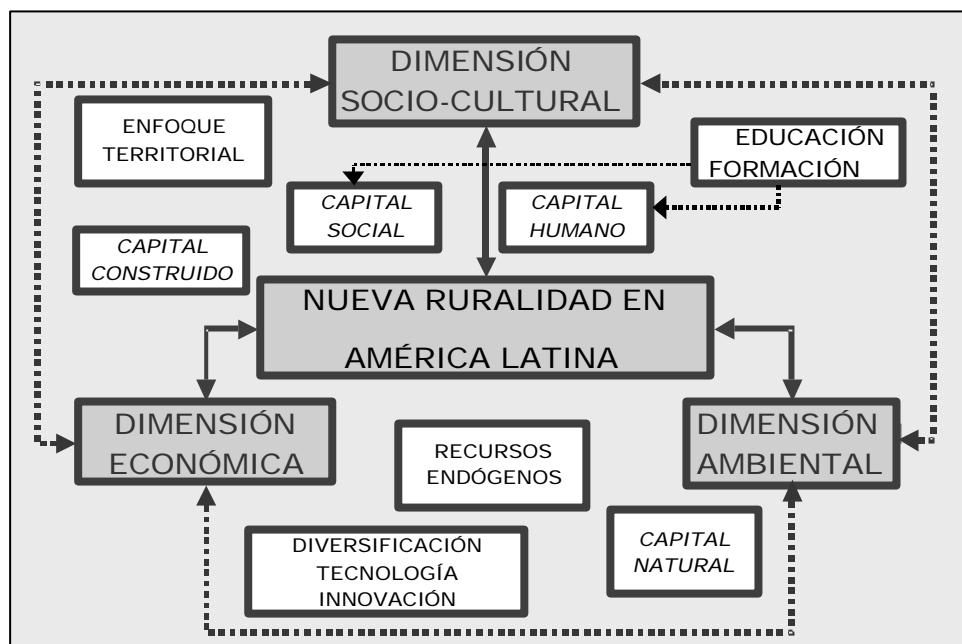 DIMENSIÓN
SOCIO-CULTURAL
ENFOQUE
TERRITORIAL
EDUCACIÓN
FORMACIÓN
CAPITAL
SOCIAL
CAPITAL
HUMANO
CAPITAL
CONSTRUIDO
NUEVA RURALIDAD EN
AMÉRICA LATINA
DIMENSIÓN
ECONÓMICA
DIMENSIÓN
AMBIENTAL
RECURSOS
ENDÓGENOS
DIVERSIFICACIÓN
TECNOLOGÍA
INNOVACIÓN
CAPITAL
NATURAL